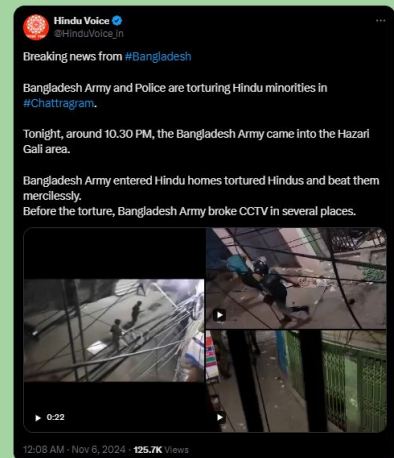 Hindu Voice
@HinduVoice_in
Breaking news from #Bangladesh
Bangladesh Army and Police are torturing Hindu minorities in
#Chattragram.
Tonight, around 10.30 PM, the Bangladesh Army came into the Hazari
Gali area.
Bangladesh Army entered Hindu homes tortured Hindus and beat them
mercilessly.
Before the torture, Bangladesh Army broke CCTV in several places.
0:22
12:08 AM · Nov 6, 2024 · 125.7K Views